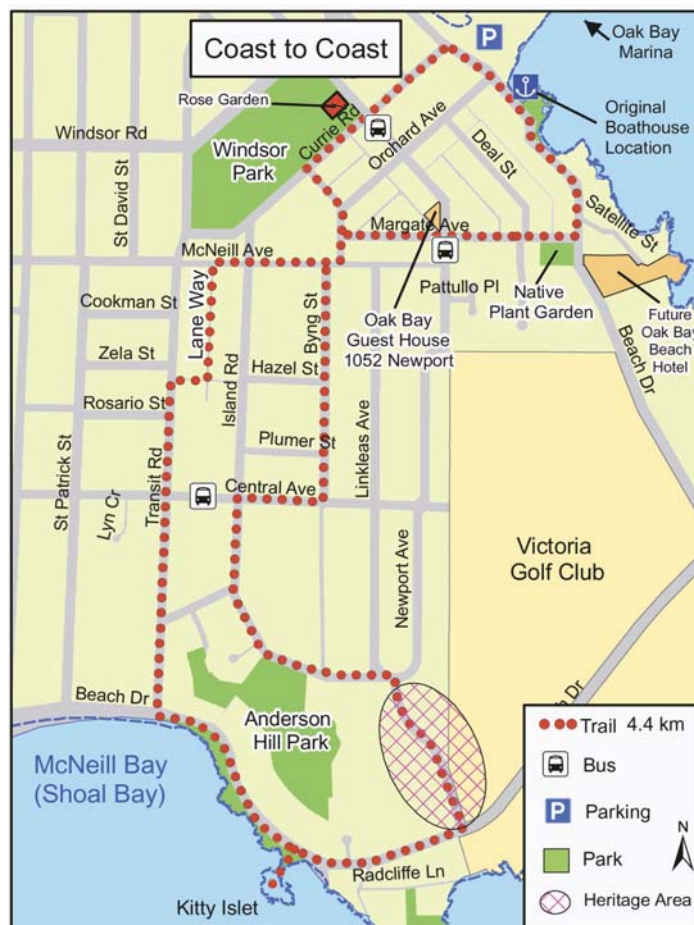 Coast to Coast
P
Oak Bay
Marina
Rose Garden
Original
Boathouse
Location
Windsor Rd
Currie Rd
Orchard Ave
Windsor
Park
St David St
Deal St
Satellite St
Margate Ave
McNeill Ave
Cookman St
Lane Way
Byng St
Pattullo Pl
Native
Plant Garden
Oak Bay
Guest House
1052 Newport
Future
Oak Bay
Beach
Hotel
Beach Dr
Zela St
Island Rd
Hazel St
Rosario St
Linkleas Ave
Plumer St
St Patrick St
Transit Rd
Lyn Cr
Central Ave
Newport Ave
Victoria
Golf Club
Beach Dr
Anderson
Hill Park
McNeill Bay
(Shoal Bay)
Radcliffe Ln
Kitty Islet
Dr
Trail 4.4 km
Bus
P Parking
Park
N
Heritage Area